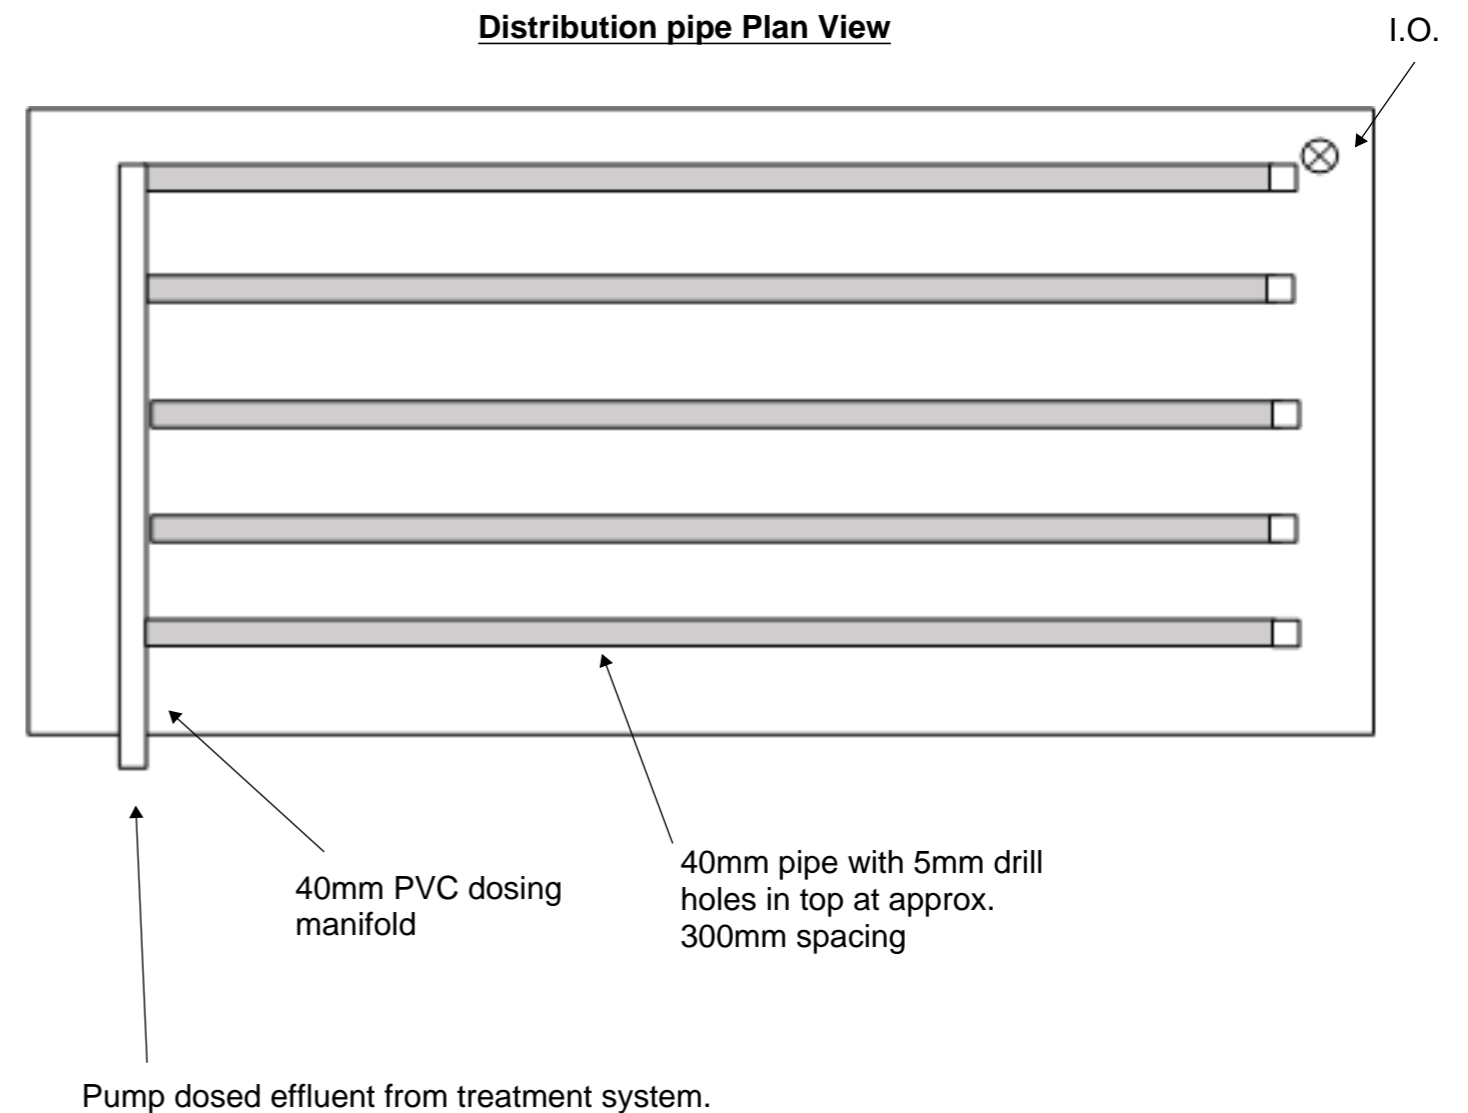 Distribution pipe Plan View
I.O.
40mm PVC dosing
manifold
40mm pipe with 5mm drill
holes in top at approx.
300mm spacing
Pump dosed effluent from treatment system.